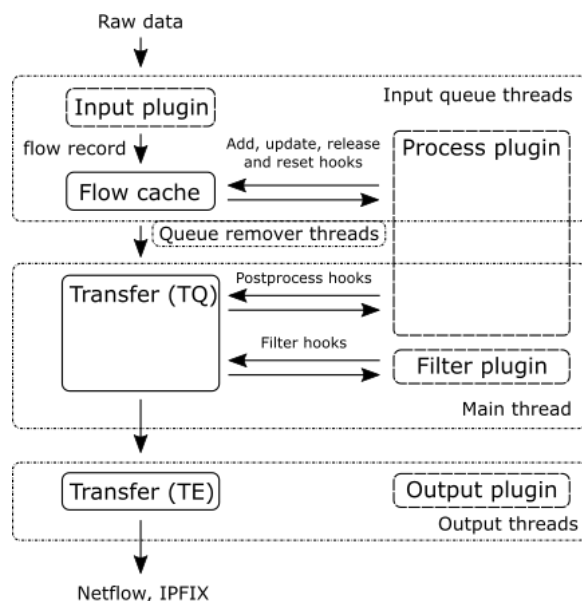 Raw data
Input queue threads
Input plugin
flow record
Add, update, release
and reset hooks
Process plugin
Flow cache
Queue remover threads
Transfer (TQ)
Postprocess hooks
Filter hooks
Filter plugin
Main thread
Transfer (TE)
Output plugin
Output threads
Netflow, IPFIX